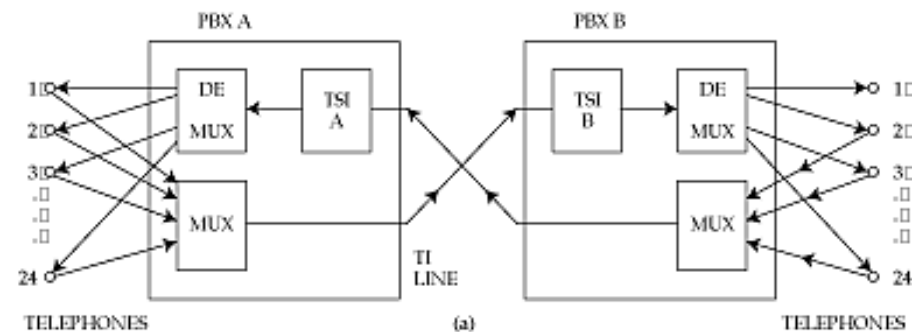 PBX A
PBX B
1
2
3
.
.
.
24
DE
MUX
TSI
A
MUX
TSI
B
DE
MUX
MUX
1
2
3
.
.
.
24
TI
LINE
TELEPHONES
(a)
TELEPHONES